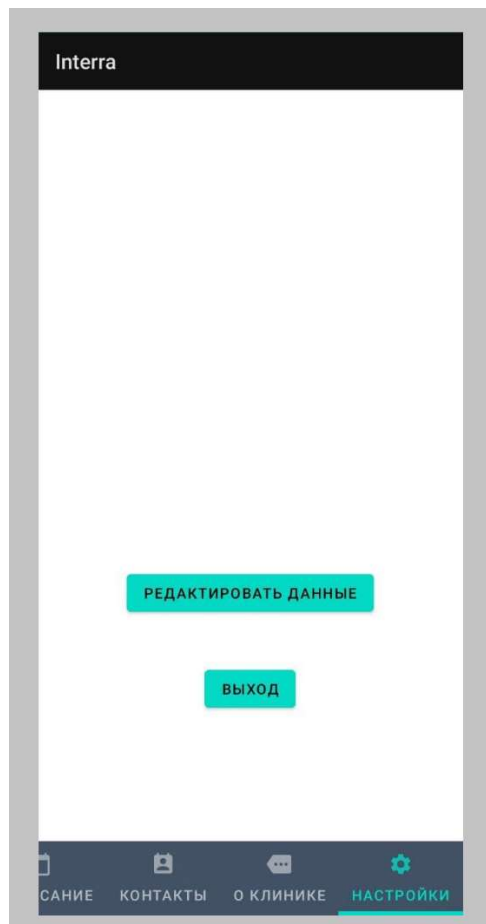 Interra
РЕДАКТИРОВАТЬ ДАННЫЕ
ВЫХОД
САНИЕ КОНТАКТЫ О КЛИНИКЕ НАСТРОЙКИ